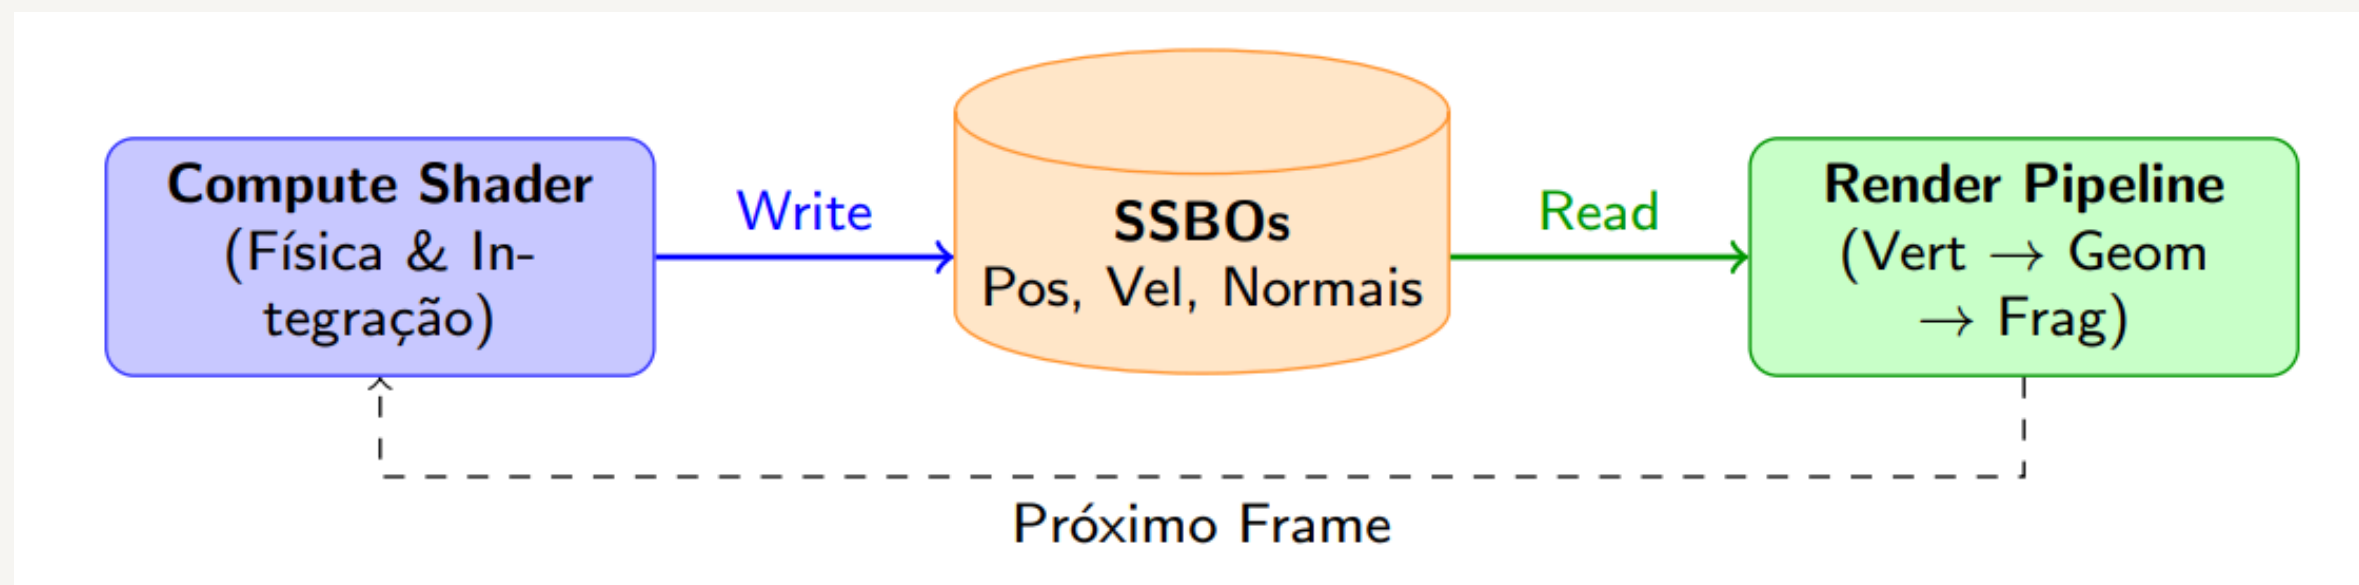 Compute Shader
(Física & In-
tegração)
Write
SSBOs
Pos, Vel, Normais
Read
Render Pipeline
(Vert → Geom
→ Frag)
Próximo Frame